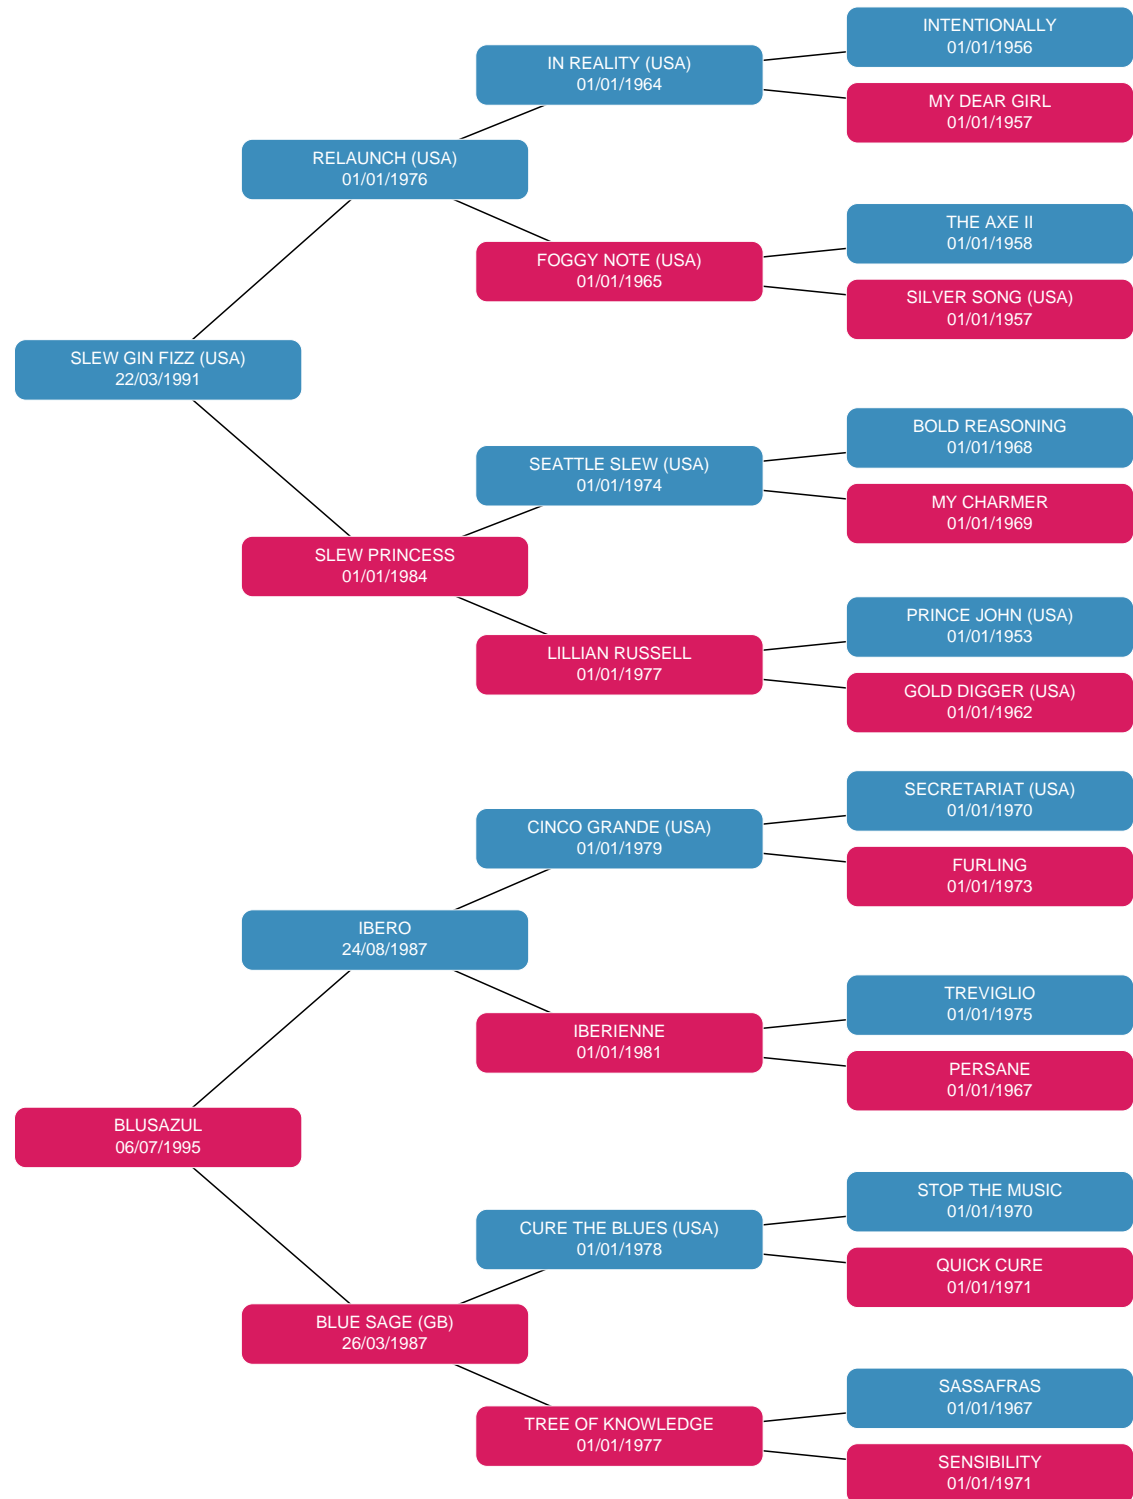 INTENTIONALLY
01/01/1956
IN REALITY (USA)
01/01/1964
MY DEAR GIRL
01/01/1957
RELAUNCH (USA)
01/01/1976
THE AXE II
01/01/1958
FOGGY NOTE (USA)
01/01/1965
SILVER SONG (USA)
01/01/1957
SLEW GIN FIZZ (USA)
22/03/1991
BOLD REASONING
01/01/1968
SEATTLE SLEW (USA)
01/01/1974
MY CHARMER
01/01/1969
SLEW PRINCESS
01/01/1984
PRINCE JOHN (USA)
01/01/1953
LILLIAN RUSSELL
01/01/1977
GOLD DIGGER (USA)
01/01/1962
SECRETARIAT (USA)
01/01/1970
CINCO GRANDE (USA)
01/01/1979
FURLING
01/01/1973
IBERO
24/08/1987
TREVIGLIO
01/01/1975
IBERIENNE
01/01/1981
PERSANE
01/01/1967
BLUSAZUL
06/07/1995
STOP THE MUSIC
01/01/1970
CURE THE BLUES (USA)
01/01/1978
QUICK CURE
01/01/1971
BLUE SAGE (GB)
26/03/1987
SASSAFRAS
01/01/1967
TREE OF KNOWLEDGE
01/01/1977
SENSIBILITY
01/01/1971